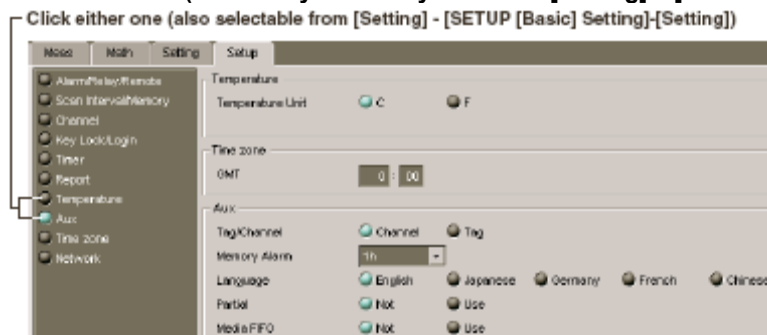 Click either one (also selectable from [Setting] - [SETUP [Basic] Setting]-[Setting])
Meas Math Setting Setup
Alarm/Relay/Remote
Scan Interval/Memory
Channel
Key Lock/Login
Timer
Report
Temperature
Aux
Time zone
Network
Temperature
Temperature Unit C F
Time zone
GMT 0 : 00
Aux
Tag/Channel Channel Tag
Memory Alarm 1h
Language English Japanese Germany French Chinese
Partial Not Use
Media FIFO Not Use